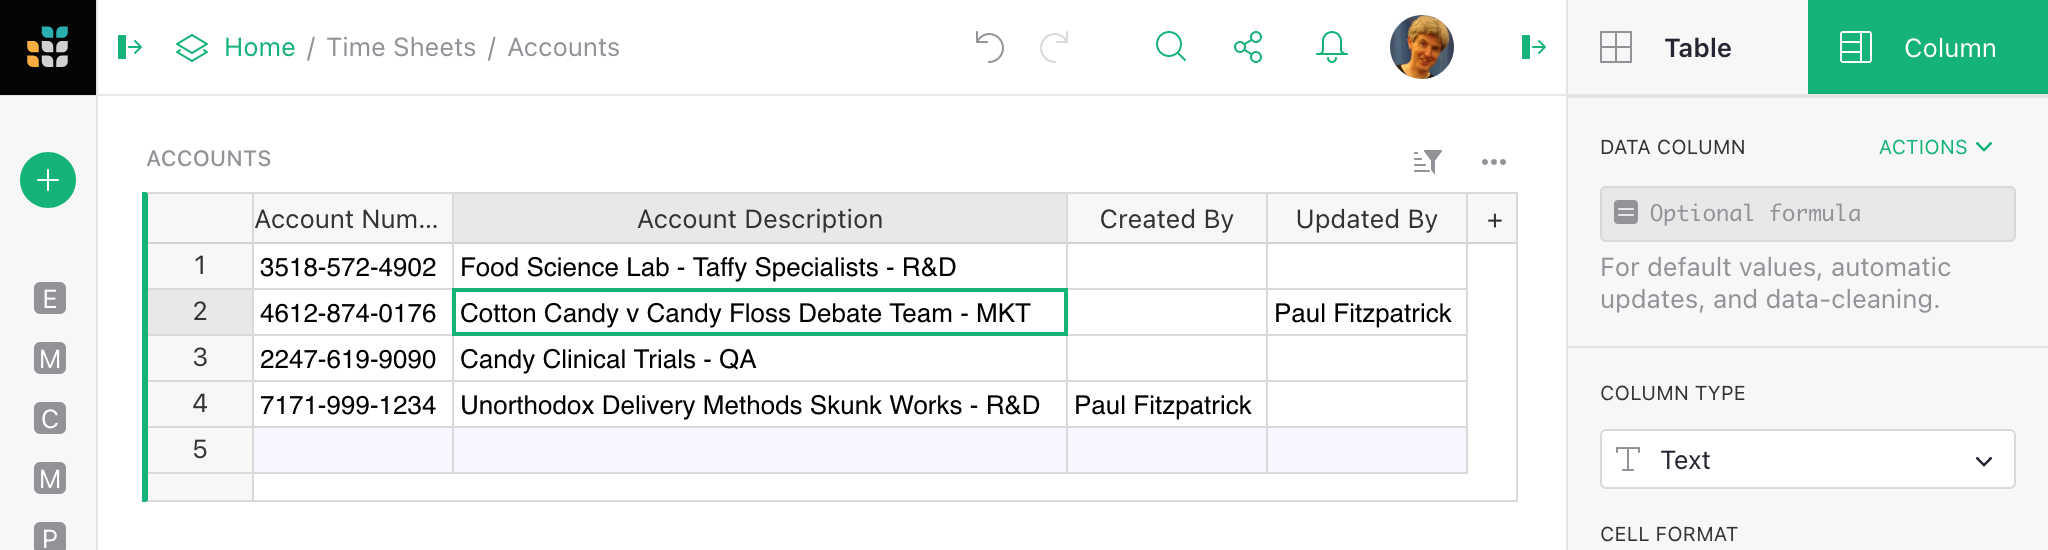 Home / Time Sheets / Accounts
Table
Column
ACCOUNTS
Account Num... Account Description Created By Updated By +
1 3518-572-4902 Food Science Lab - Taffy Specialists - R&D
2 4612-874-0176 Cotton Candy v Candy Floss Debate Team - MKT Paul Fitzpatrick
3 2247-619-9090 Candy Clinical Trials - QA
4 7171-999-1234 Unorthodox Delivery Methods Skunk Works - R&D Paul Fitzpatrick
5
E
M
C
M
P
DATA COLUMN ACTIONS
Optional formula
For default values, automatic
updates, and data-cleaning.
COLUMN TYPE
Text
CELL FORMAT